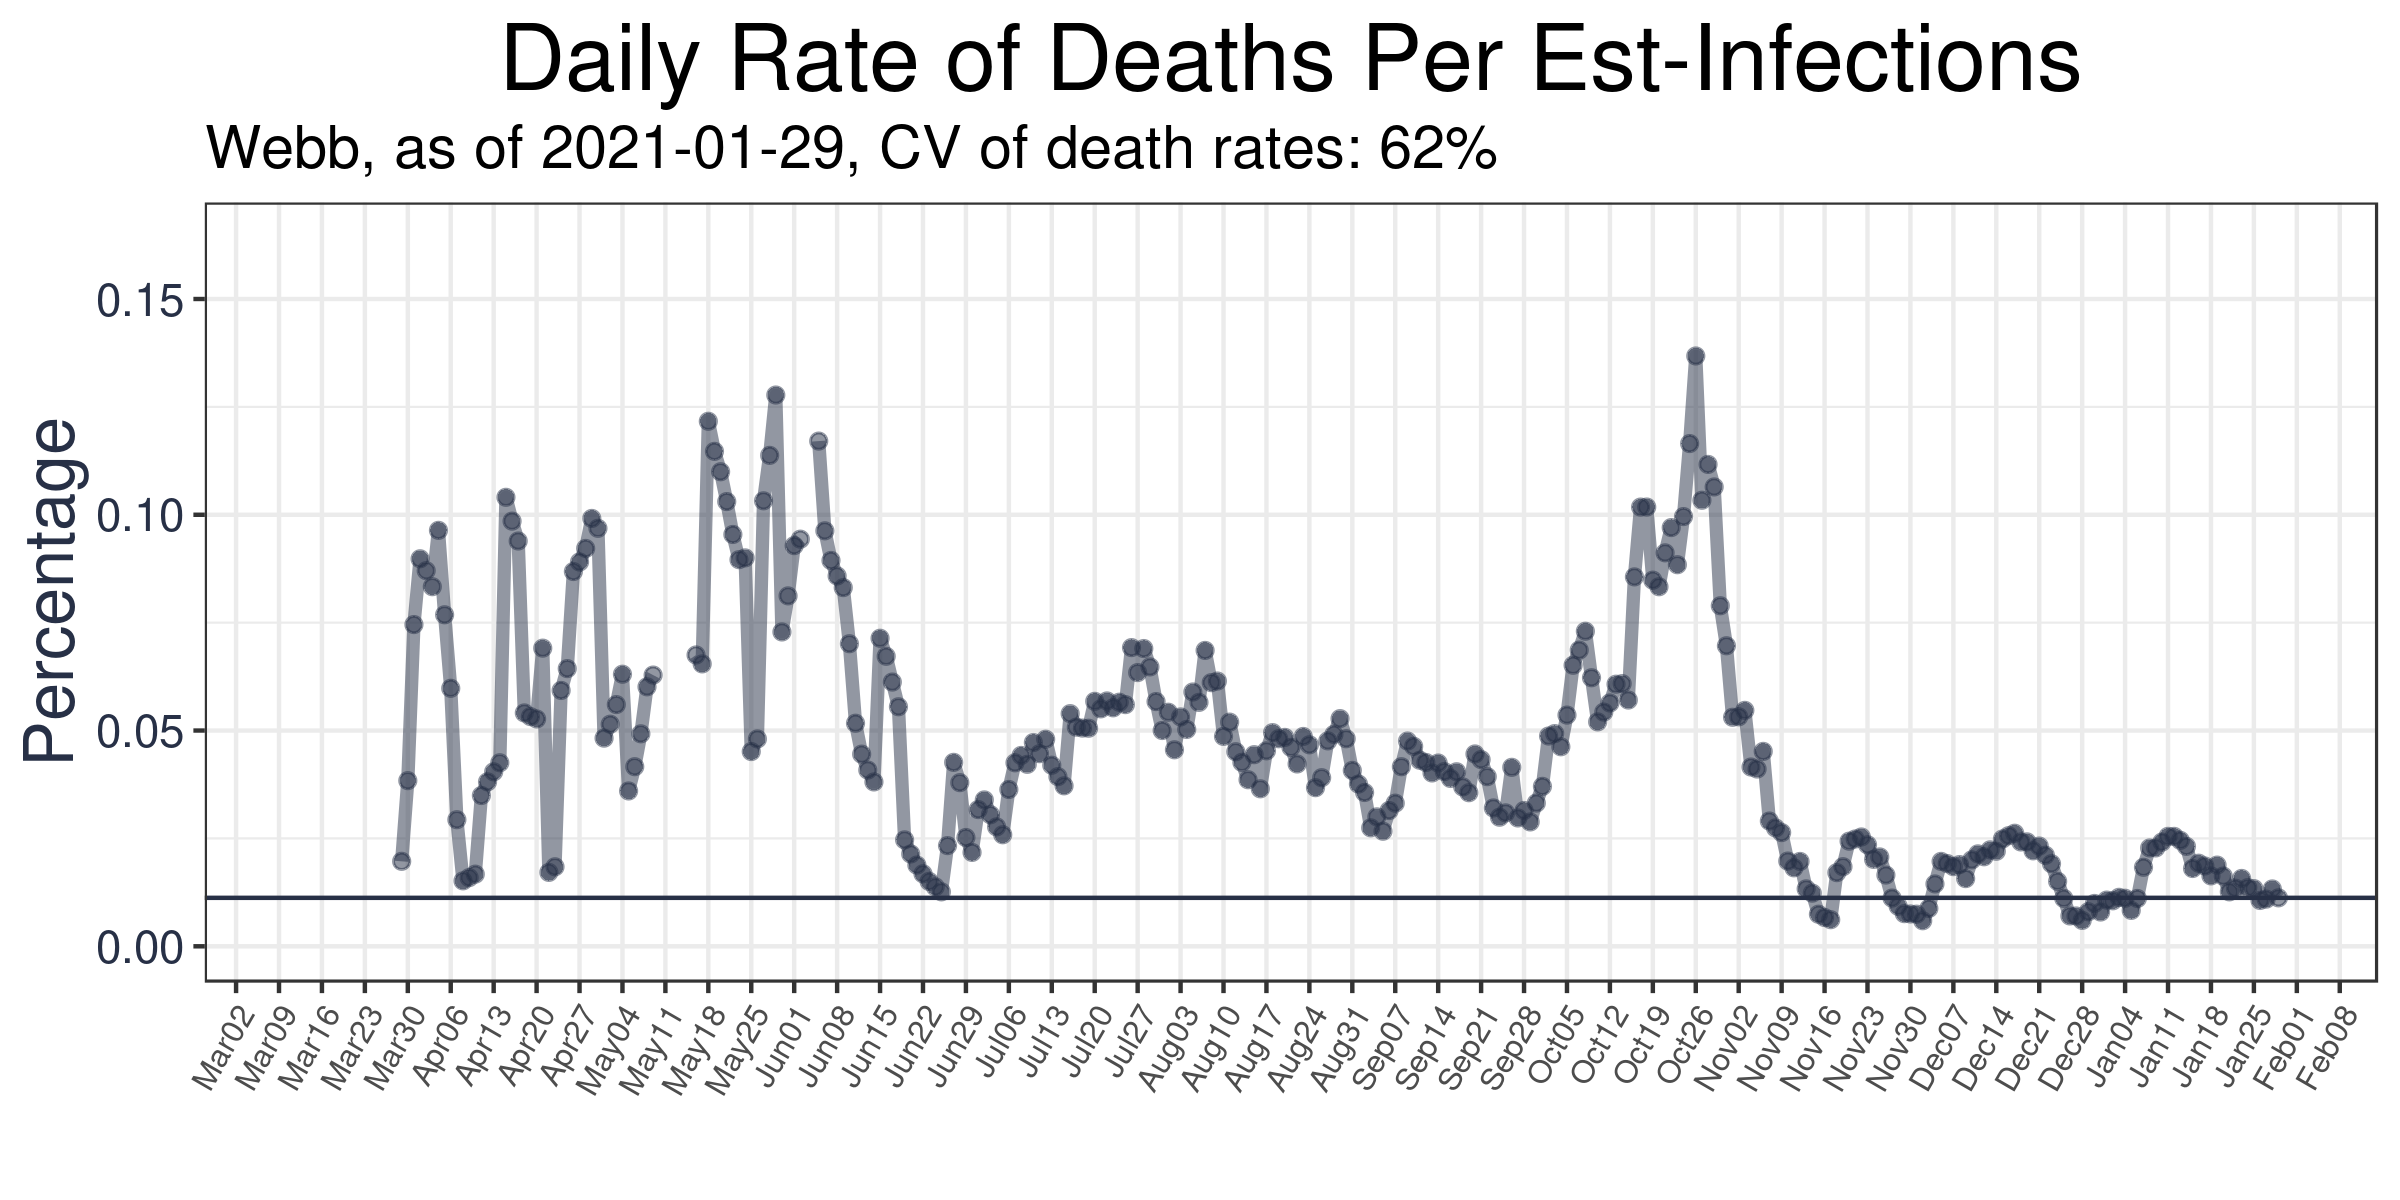 Daily Rate of Deaths Per Est-Infections
Webb, as of 2021-01-29, CV of death rates: 62%
Percentage
0.15
0.10
0.05
0.00
Mar02
Mar09
Mar16
Mar23
Mar30
Apr06
Apr13
Apr20
Apr27
May04
May11
May18
May25
Jun01
Jun08
Jun15
Jun22
Jun29
Jul06
Jul13
Jul20
Jul27
Aug03
Aug10
Aug17
Aug24
Aug31
Sep07
Sep14
Sep21
Sep28
Oct05
Oct12
Oct19
Oct26
Nov02
Nov09
Nov16
Nov23
Nov30
Dec07
Dec14
Dec21
Dec28
Jan04
Jan11
Jan18
Jan25
Feb01
Feb08